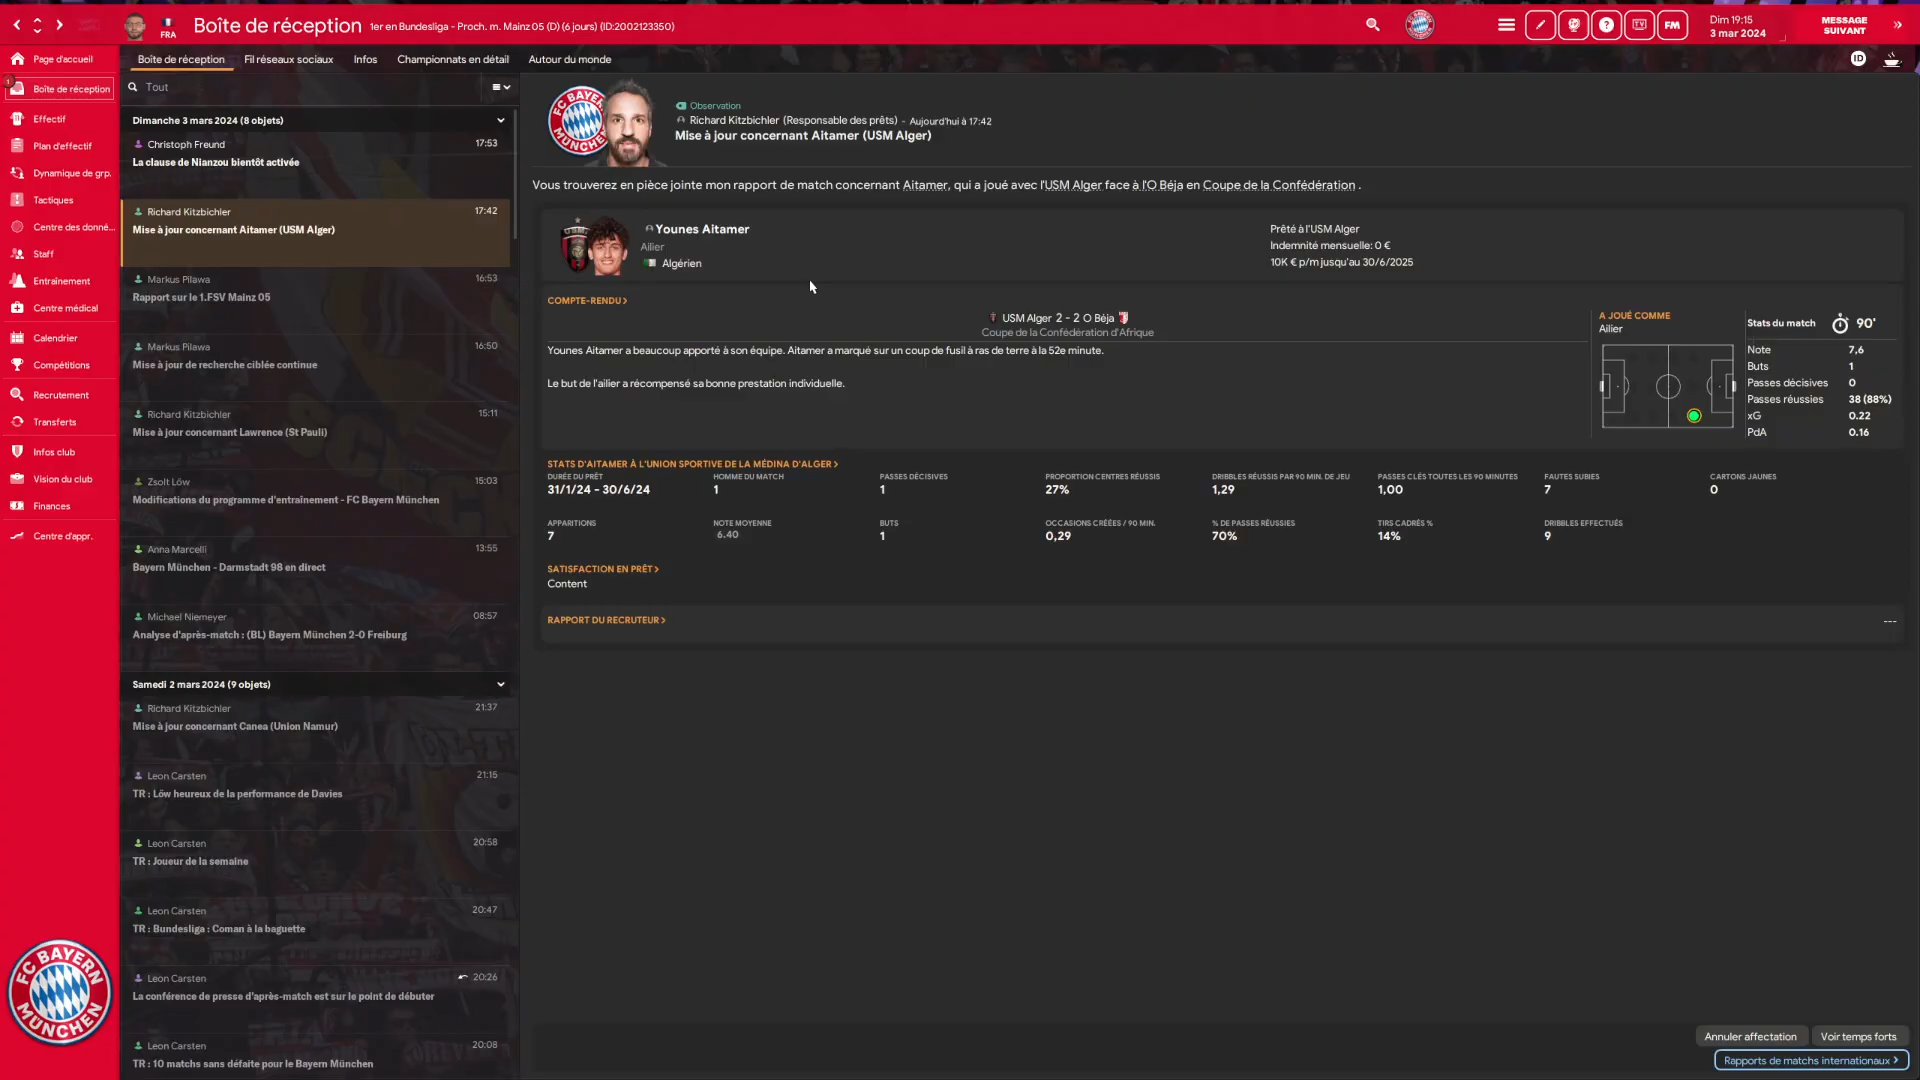 FRA
Boîte de réception
1er en Bundesliga - Proch. m. Mainz 05 (D) (6 jours) (ID:2002123350)
FM
Dim 19:15
3 mar 2024
MESSAGE
SUIVANT
Page d'accueil
1
Boîte de réception
Effectif
Plan d'effectif
Dynamique de grp.
Tactiques
Centre des donné...
Staff
Entraînement
Centre médical
Calendrier
Compétitions
Recrutement
Transferts
Infos club
Vision du club
Finances
Centre d'appr.
FC BAYERN
MÜNCHEN
Boîte de réception
Fil réseaux sociaux
Infos
Championnats en détail
Autour du monde
ID
Tout
Dimanche 3 mars 2024 (8 objets)
Christoph Freund
17:53
La clause de Nianzou bientôt activée
Richard Kitzbichler
17:42
Mise à jour concernant Aitamer (USM Alger)
Markus Pilawa
16:53
Rapport sur le 1.FSV Mainz 05
Markus Pilawa
16:50
Mise à jour de recherche ciblée continue
Richard Kitzbichler
15:11
Mise à jour concernant Lawrence (St Pauli)
Zsolt Löw
15:03
Modifications du programme d'entraînement - FC Bayern München
Anna Marcelli
13:55
Bayern München - Darmstadt 98 en direct
Michael Niemeyer
08:57
Analyse d'après-match : (BL) Bayern München 2-0 Freiburg
Samedi 2 mars 2024 (9 objets)
Richard Kitzbichler
21:37
Mise à jour concernant Canea (Union Namur)
Leon Carsten
21:15
TR : Löw heureux de la performance de Davies
Leon Carsten
20:58
TR : Joueur de la semaine
Leon Carsten
20:47
TR : Bundesliga : Coman à la baguette
Leon Carsten
20:26
La conférence de presse d'après-match est sur le point de débuter
Leon Carsten
20:08
TR : 10 matchs sans défaite pour le Bayern München
FC BAYERN
MÜNCHEN
Observation
Richard Kitzbichler (Responsable des prêts) - Aujourd'hui à 17:42
Mise à jour concernant Aitamer (USM Alger)
Vous trouverez en pièce jointe mon rapport de match concernant Aitamer, qui a joué avec l'USM Alger face à l'O Béja en Coupe de la Confédération .
Younes Aitamer
Ailier
Algérien
Prêté à l'USM Alger
Indemnité mensuelle: 0 €
10K € p/m jusqu'au 30/6/2025
COMPTE-RENDU >
USM Alger 2 - 2 O Béja
Coupe de la Confédération d'Afrique
Younes Aitamer a beaucoup apporté à son équipe. Aitamer a marqué sur un coup de fusil à ras de terre à la 52e minute.
Le but de l'ailier a récompensé sa bonne prestation individuelle.
A JOUÉ COMME
Ailier
Stats du match
90'
Note 7,6
Buts 1
Passes décisives 0
Passes réussies 38 (88%)
xG 0.22
PdA 0.16
STATS D'AITAMER À L'UNION SPORTIVE DE LA MÉDINA D'ALGER >
DURÉE DU PRÊT
31/1/24 - 30/6/24
HOMME DU MATCH
1
PASSES DÉCISIVES
1
PROPORTION CENTRES RÉUSSIS
27%
DRIBBLES RÉUSSIS PAR 90 MIN. DE JEU
1,29
PASSES CLÉS TOUTES LES 90 MINUTES
1,00
FAUTES SUBIES
7
CARTONS JAUNES
0
APPARITIONS
7
NOTE MOYENNE
6.40
BUTS
1
OCCASIONS CRÉÉES / 90 MIN.
0,29
% DE PASSES RÉUSSIES
70%
TIRS CADRÉS %
14%
DRIBBLES EFFECTUÉS
9
SATISFACTION EN PRÊT >
Content
RAPPORT DU RECRUTEUR >
---
Annuler affectation
Voir temps forts
Rapports de matchs internationaux >